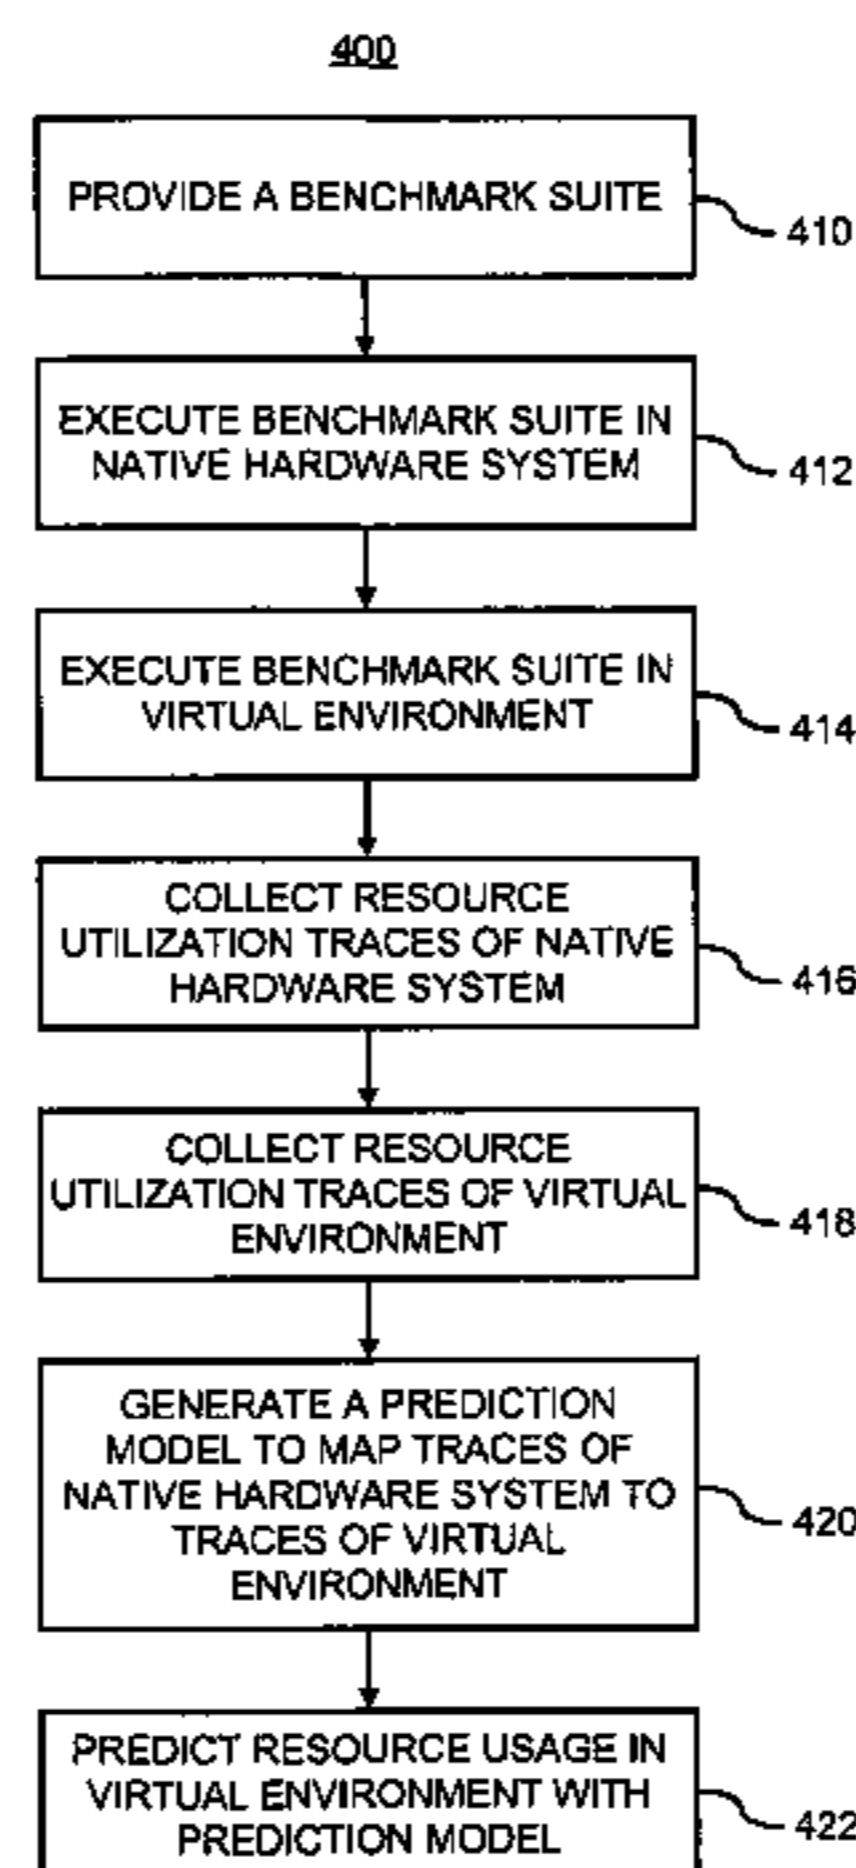 400
PROVIDE A BENCHMARK SUITE
410
EXECUTE BENCHMARK SUITE IN
NATIVE HARDWARE SYSTEM
412
EXECUTE BENCHMARK SUITE IN
VIRTUAL ENVIRONMENT
414
COLLECT RESOURCE
UTILIZATION TRACES OF NATIVE
HARDWARE SYSTEM
416
COLLECT RESOURCE
UTILIZATION TRACES OF VIRTUAL
ENVIRONMENT
418
GENERATE A PREDICTION
MODEL TO MAP TRACES OF
NATIVE HARDWARE SYSTEM TO
TRACES OF VIRTUAL
ENVIRONMENT
420
PREDICT RESOURCE USAGE IN
VIRTUAL ENVIRONMENT WITH
PREDICTION MODEL
422